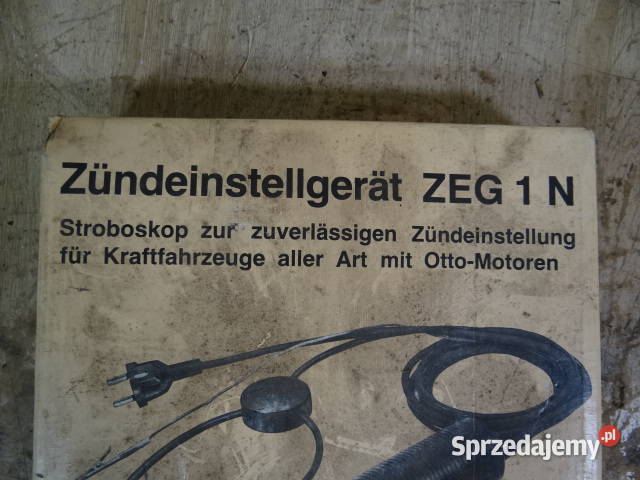 Zündeinstellgerät ZEG 1 N
Stroboskop zur zuverlässigen Zündeinstellung
für Kraftfahrzeuge aller Art mit Otto-Motoren
Sprzedajemy.pl